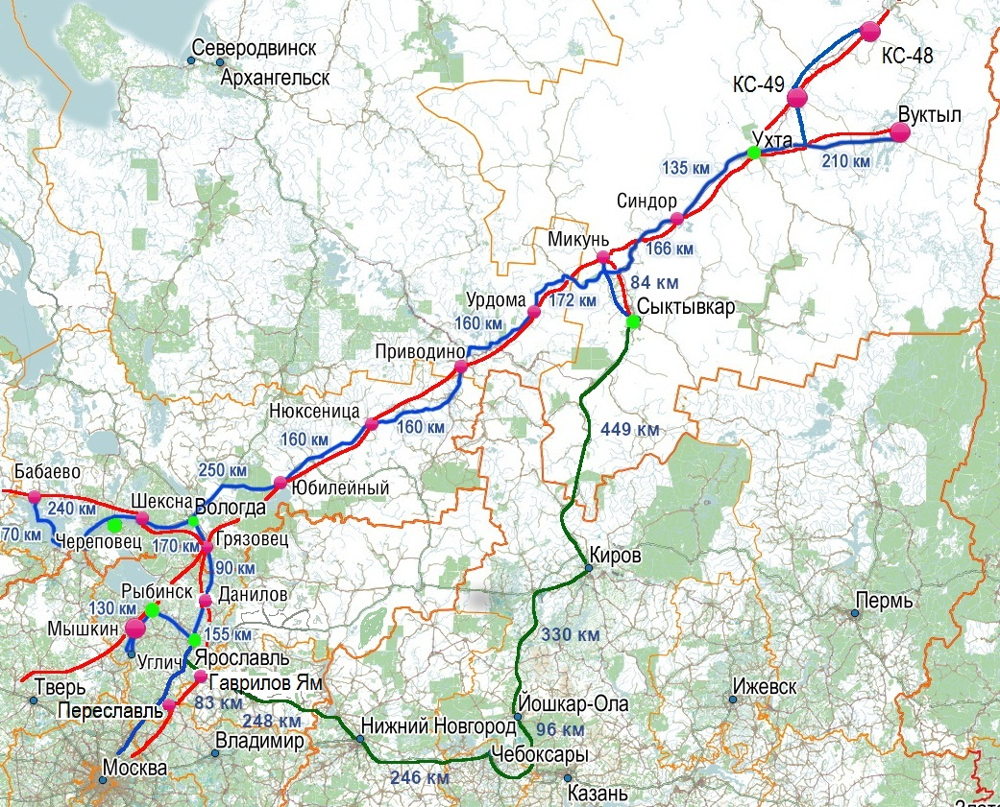 Северодвинск
Архангельск
КС-48
КС-49
Вуктыл
Ухта
210 км
135 км
Синдор
166 км
Микунь
84 км
172 км
Сыктывкар
Урдома
160 км
Приводино
Нюксеница
160 км
160 км
449 км
Бабаево
250 км
Юбилейный
240 км
Шексна
Вологда
70 км
Череповец
170 км
Грязовец
90 км
Киров
Рыбинск
Данилов
130 км
Мышкин
155 км
330 км
Пермь
Углич
Ярославль
Гаврилов Ям
Тверь
Переславль
83 км
248 км
Ижевск
Йошкар-Ола
Нижний Новгород
96 км
Владимир
Чебоксары
Москва
246 км
Казань
Злато